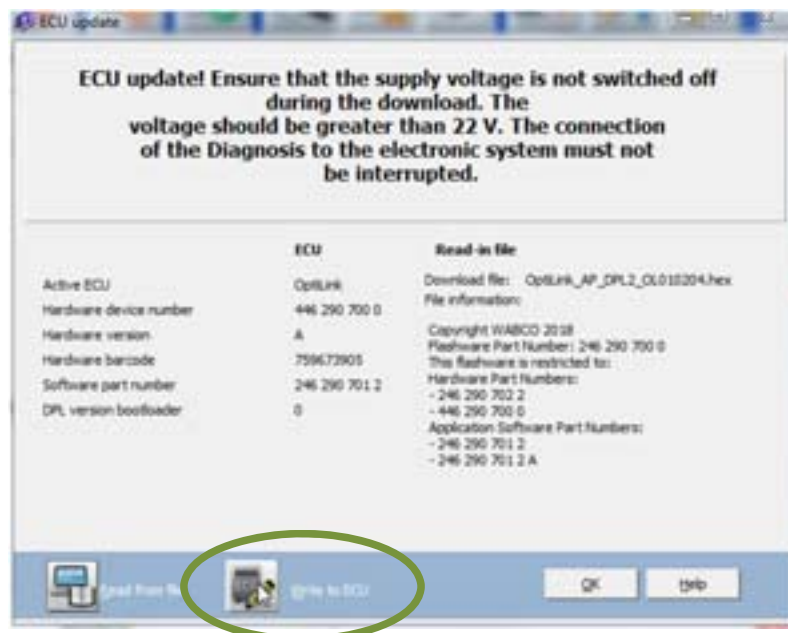 ECU update
ECU update! Ensure that the supply voltage is not switched off
during the download. The
voltage should be greater than 22 V. The connection
of the Diagnosis to the electronic system must not
be interrupted.
ECU Read-in file
Active ECU OptiLink Download file: OptiLink_AP_DPL2_OL010204.hex
Hardware device number 446 290 700 0 File information:
Hardware version A Copyright WABCO 2018
Flashware Part Number: 246 290 700 0
Hardware barcode 759673905 This flashware is restricted to:
Software part number 246 290 701 2 Hardware Part Numbers:
- 246 290 702 2
DPL version bootloader 0 - 446 290 700 0
Application Software Part Numbers:
- 246 290 701 2
- 246 290 701 2 A
Read from file Write to ECU OK Help